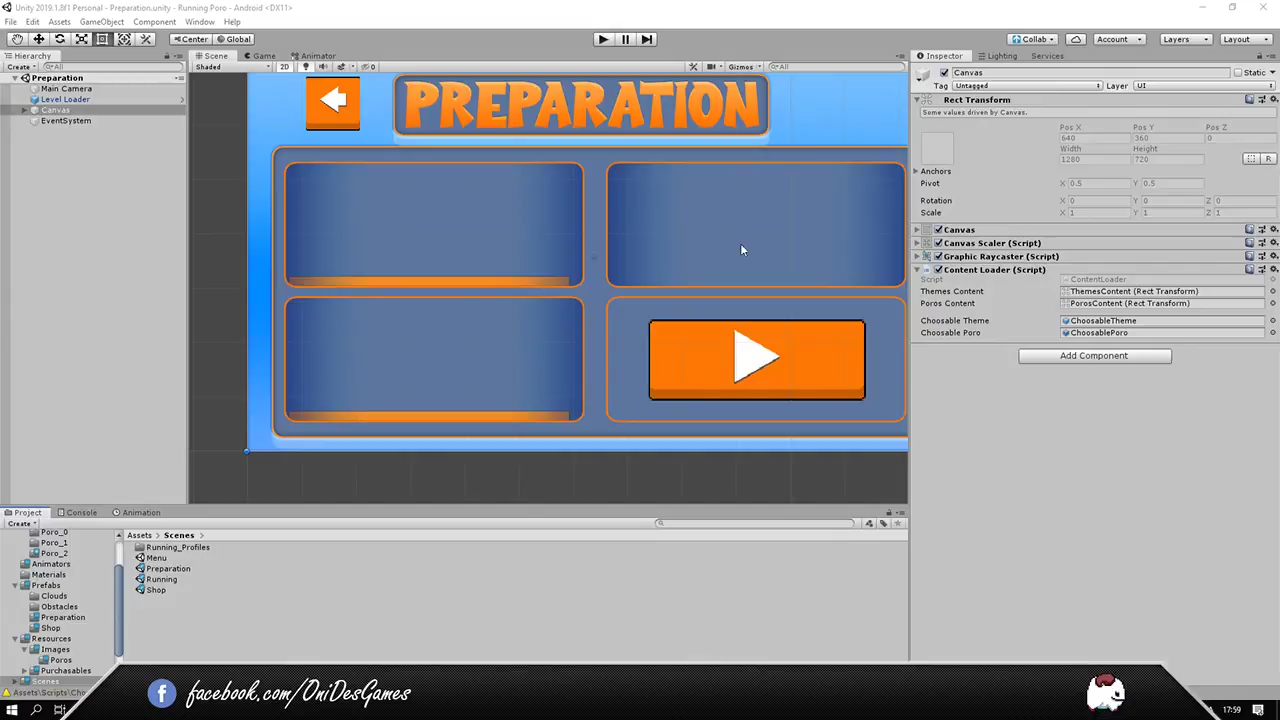 Unity 2019.1.8f1 Personal - Preparation.unity - Running Poro - Android <DX11>
File Edit Assets GameObject Component Window Help
Center Global Collab Account Layers Layout
Hierarchy Scene Game Animator Inspector Lighting Services
Create All Shaded 2D 0 Gizmos All Canvas Static
Preparation
Main Camera
Level Loader
Canvas
EventSystem
PREPARATION
Tag Untagged Layer UI
Rect Transform
Some values driven by Canvas.
Pos X Pos Y Pos Z
640 360 0
Width Height
1280 720
R
Anchors
Pivot X 0.5 Y 0.5
Rotation X 0 Y 0 Z 0
Scale X 1 Y 1 Z 1
Canvas
Canvas Scaler (Script)
Graphic Raycaster (Script)
Content Loader (Script)
Script ContentLoader
Themes Content ThemesContent (Rect Transform)
Poros Content PorosContent (Rect Transform)
Choosable Theme ChoosableTheme
Choosable Poro ChoosablePoro
Add Component
Project Console Animation
Create
Poro_0
Poro_1
Poro_2
Animators
Materials
Prefabs
Clouds
Obstacles
Preparation
Shop
Resources
Images
Poros
Purchasables
Scenes
Assets Scenes
Running_Profiles
Menu
Preparation
Running
Shop
Assets\Scripts\Cho
facebook.com/OniDesGames
17:59